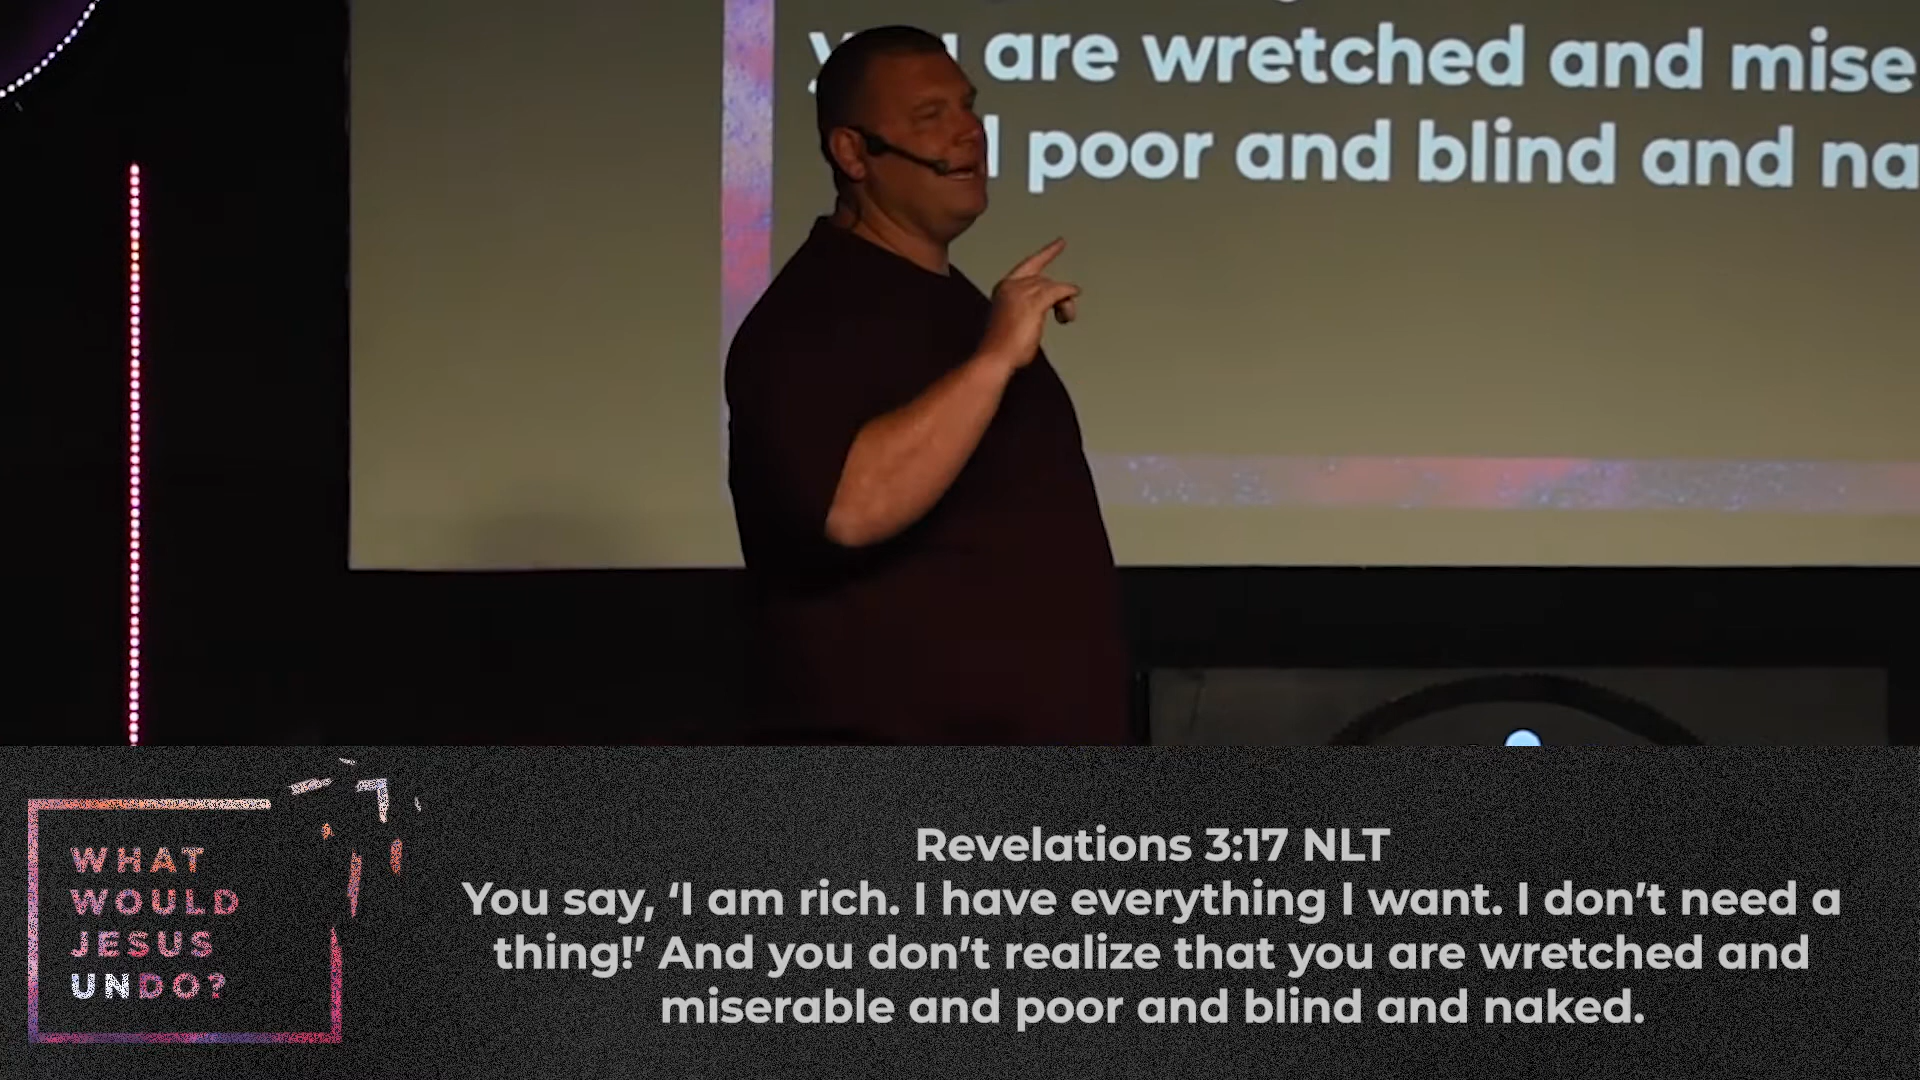 you are wretched and mise
poor and blind and na
WHAT
WOULD
JESUS
UNDO?
Revelations 3:17 NLT
You say, ‘I am rich. I have everything I want. I don’t need a
thing!’ And you don’t realize that you are wretched and
miserable and poor and blind and naked.